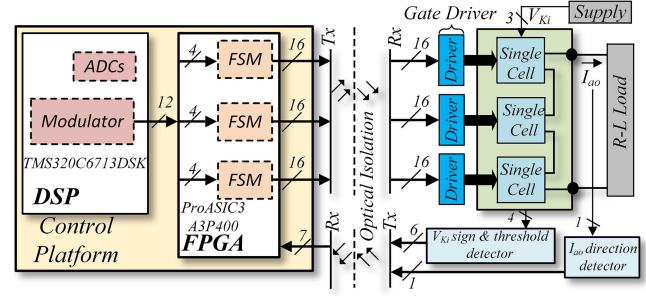 Gate Driver
3
V_Ki
Supply
Tx
Rx
ADCs
4
FSM
16
16
Driver
Single
Cell
I_ao
Modulator
12
4
FSM
16
Optical Isolation
16
Driver
Single
Cell
R-L Load
TMS320C6713DSK
DSP
4
FSM
16
16
Driver
Single
Cell
Control
Platform
ProASIC3
A3P400
FPGA
7
Rx
Tx
6
4
1
V_Ki sign & threshold
detector
I_ao direction
detector
1